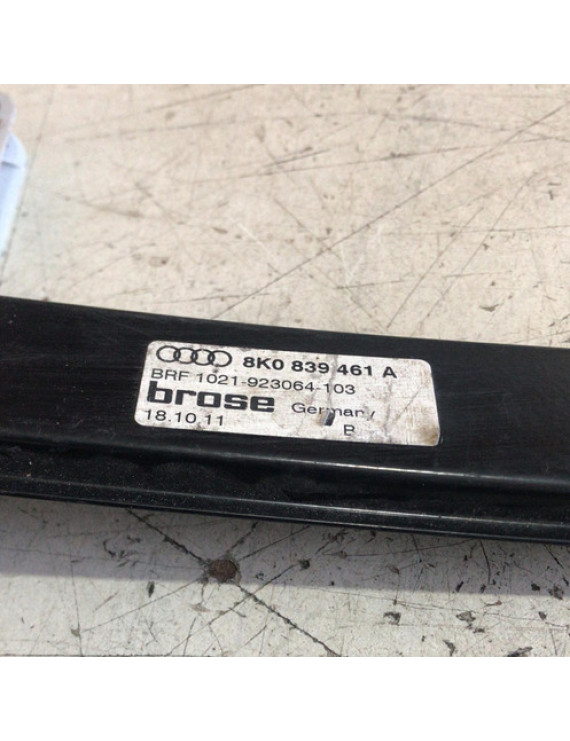 8K0 839 461 A
BRF 1021-923064-103
brose Germany
18.10.11 B